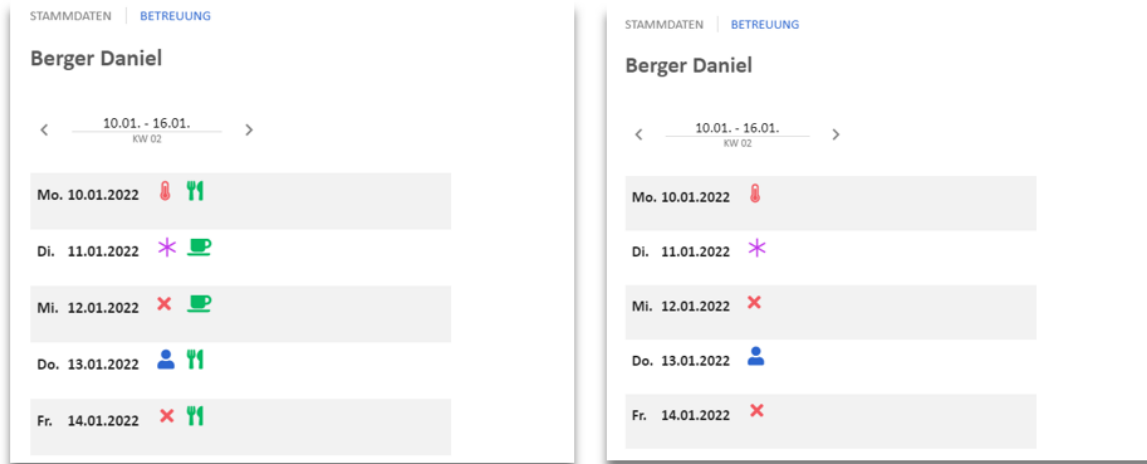 STAMMDATEN | BETREUUNG
Berger Daniel
10.01. - 16.01.
KW 02
Mo. 10.01.2022
Di. 11.01.2022
Mi. 12.01.2022
Do. 13.01.2022
Fr. 14.01.2022
STAMMDATEN | BETREUUNG
Berger Daniel
10.01. - 16.01.
KW 02
Mo. 10.01.2022
Di. 11.01.2022
Mi. 12.01.2022
Do. 13.01.2022
Fr. 14.01.2022